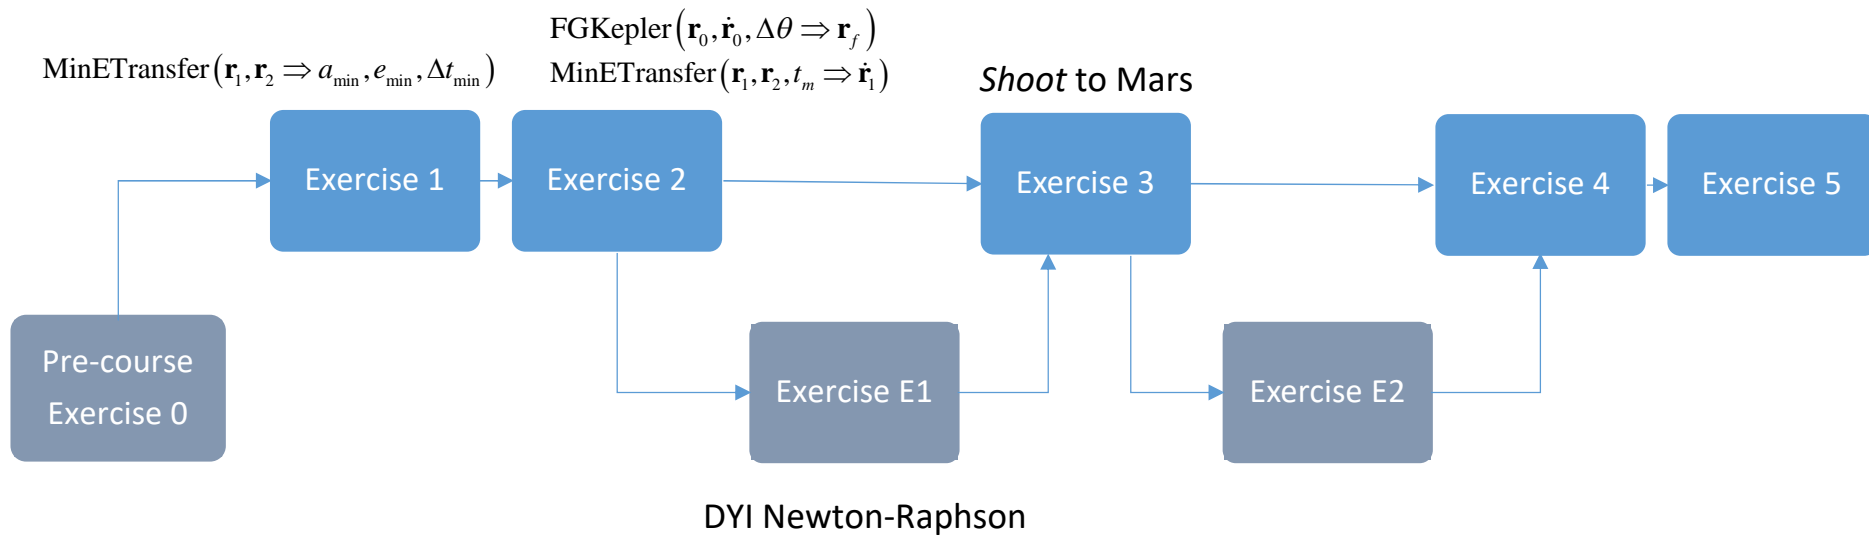 FGKepler(𝐫₀, 𝐫̇₀, Δθ ⇒ 𝐫_f)
MinETransfer(𝐫₁, 𝐫₂ ⇒ a_min, e_min, Δt_min)
MinETransfer(𝐫₁, 𝐫₂, t_m ⇒ 𝐫̇₁)
Shoot to Mars
Exercise 1
Exercise 2
Exercise 3
Exercise 4
Exercise 5
Pre-course
Exercise 0
Exercise E1
Exercise E2
DYI Newton-Raphson